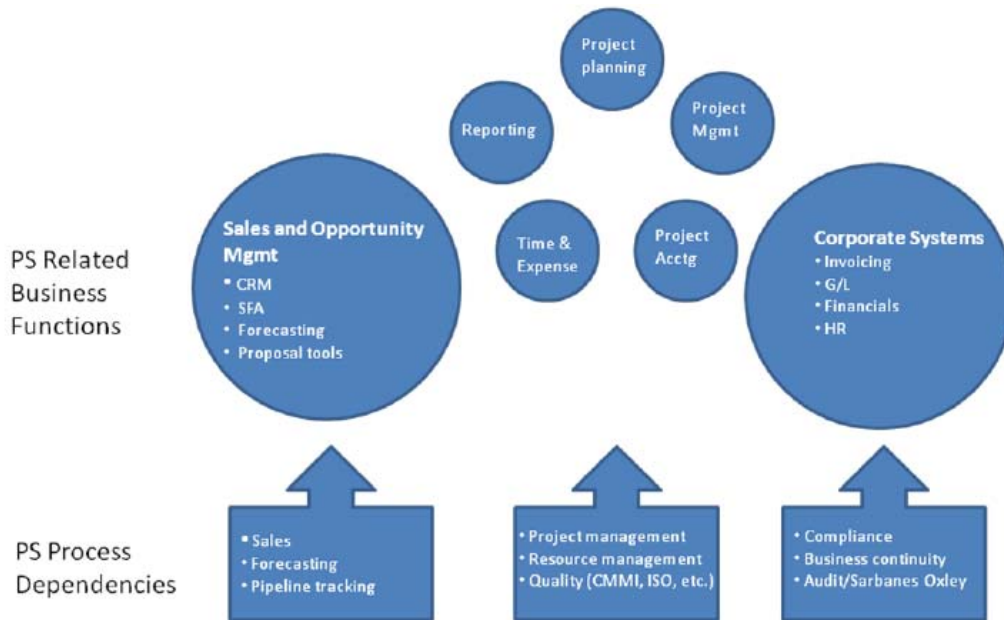 Project
planning
Reporting
Project
Mgmt
PS Related
Business
Functions
Sales and Opportunity
Mgmt
▪ CRM
• SFA
• Forecasting
• Proposal tools
Time &
Expense
Project
Acctg
Corporate Systems
• Invoicing
• G/L
• Financials
• HR
PS Process
Dependencies
▪ Sales
• Forecasting
• Pipeline tracking
• Project management
• Resource management
• Quality (CMMI, ISO, etc.)
• Compliance
• Business continuity
• Audit/Sarbanes Oxley